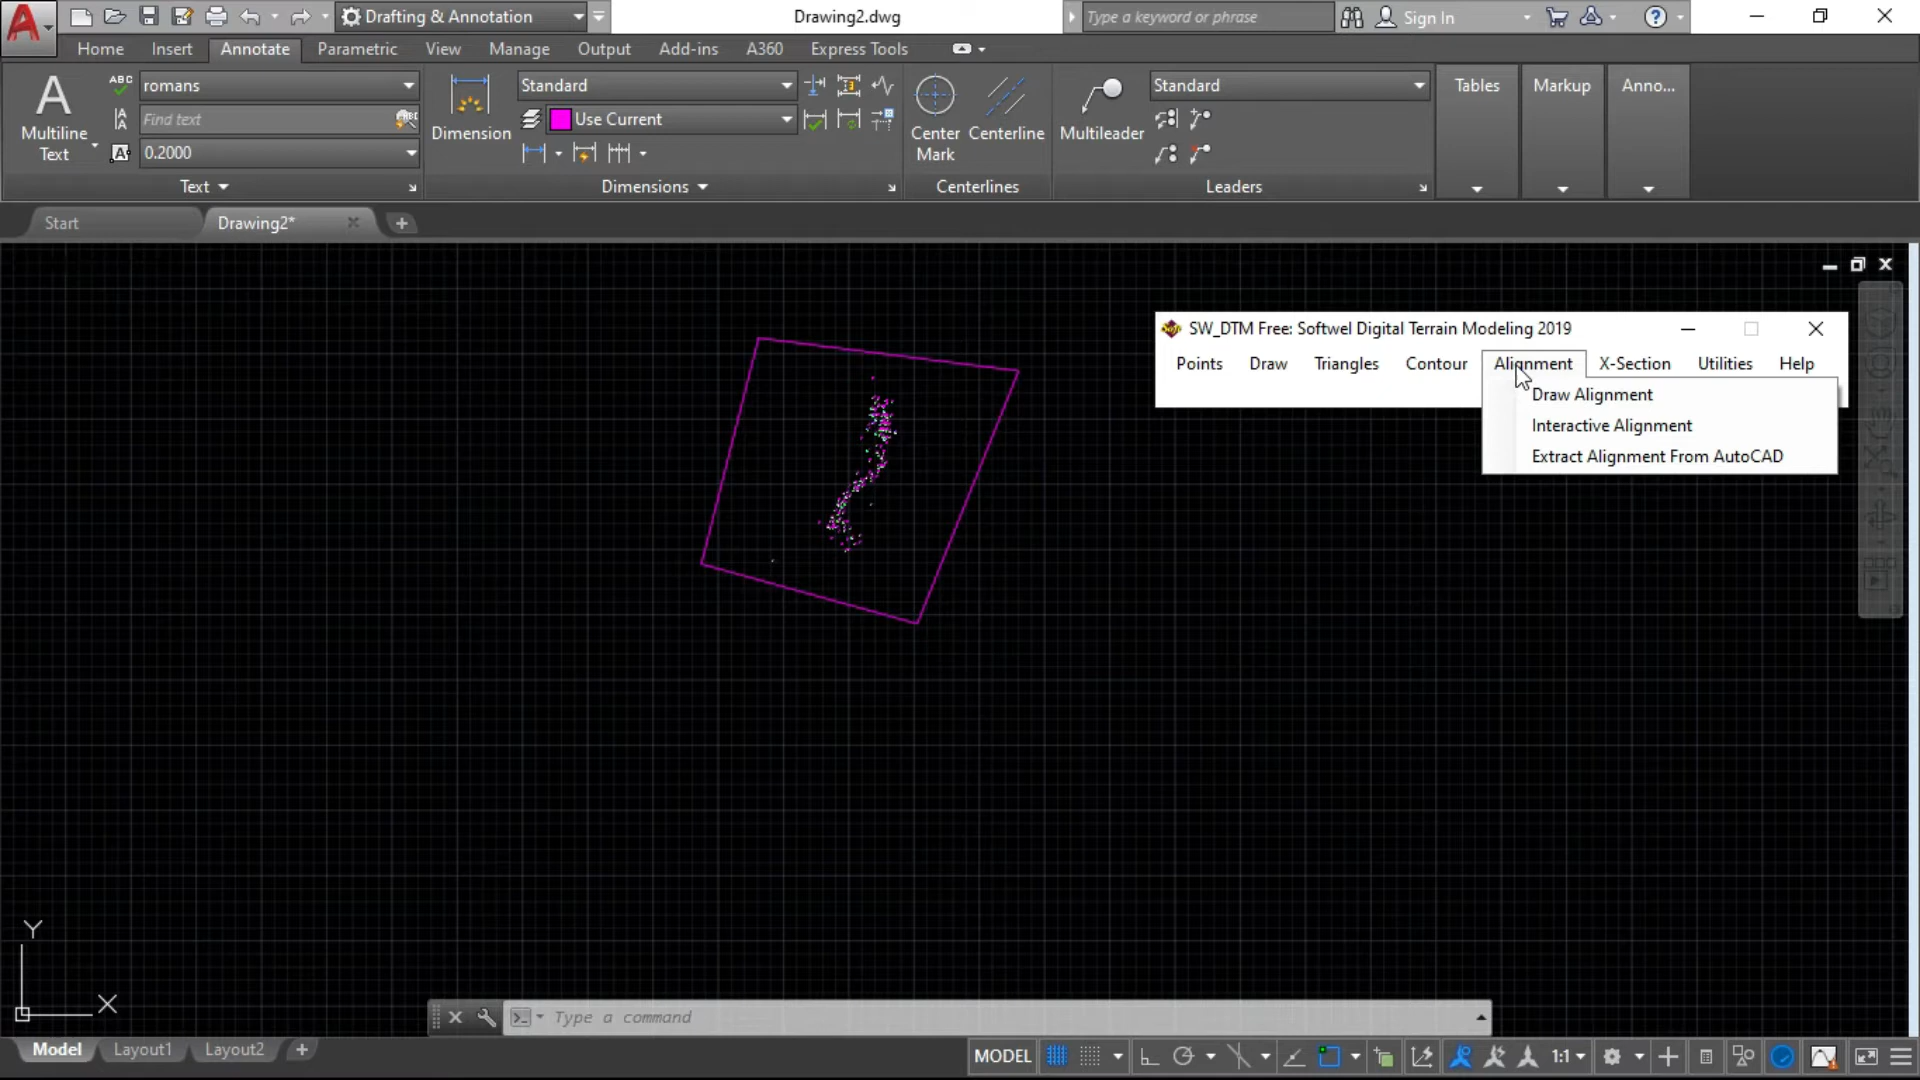 Drafting & Annotation
Drawing2.dwg
Type a keyword or phrase
Sign In
Home Insert Annotate Parametric View Manage Output Add-ins A360 Express Tools
A
Multiline
Text
ABC
romans
Find text
0.2000
Text
Dimension
Standard
Use Current
Dimensions
Center
Mark
Centerline
Centerlines
Multileader
Standard
Leaders
Tables
Markup
Anno...
Start
Drawing2*
SW_DTM Free: Softwel Digital Terrain Modeling 2019
Points Draw Triangles Contour Alignment X-Section Utilities Help
Draw Alignment
Interactive Alignment
Extract Alignment From AutoCAD
Y
X
Type a command
Model Layout1 Layout2
MODEL
1:1